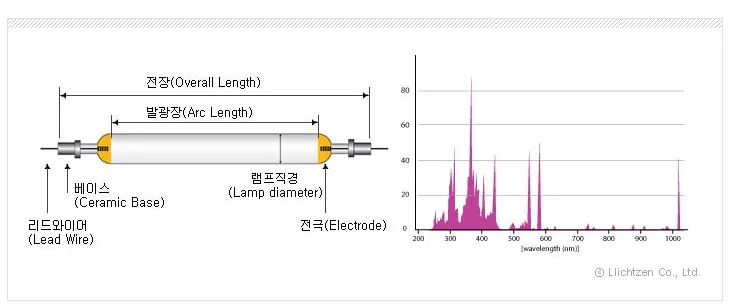 전장(Overall Length)
발광장(Arc Length)
베이스
(Ceramic Base)
램프직경
(Lamp diameter)
리드와이어
(Lead Wire)
전극(Electrode)
80
60
40
20
0
200 300 400 500 600 700 800 900 1000
[wavelength (nm)]
© Llichtzen Co., Ltd.